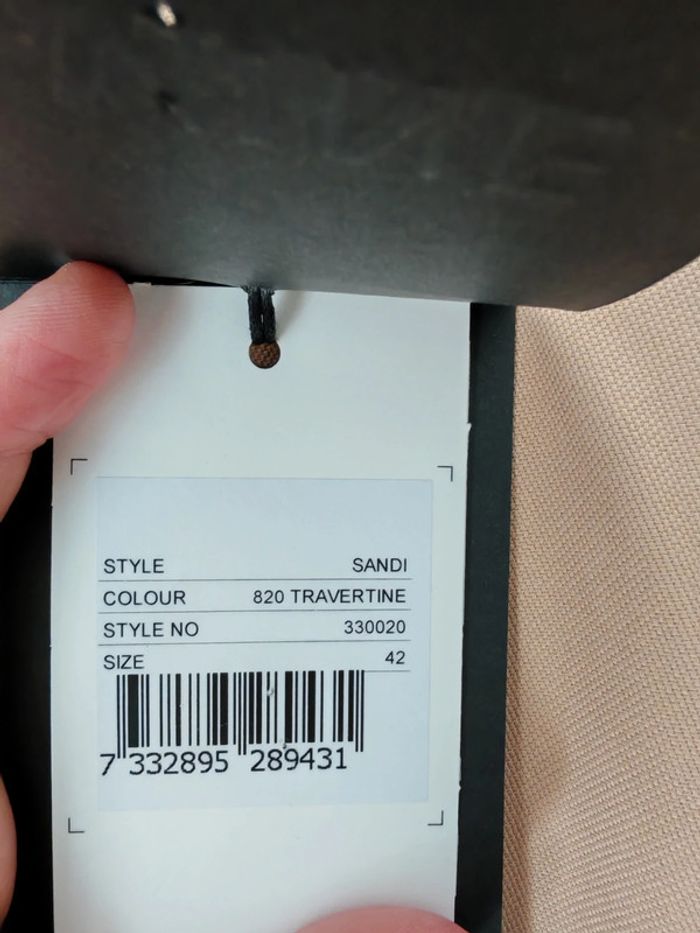 STYLE SANDI
COLOUR 820 TRAVERTINE
STYLE NO 330020
SIZE 42
7 332895 289431